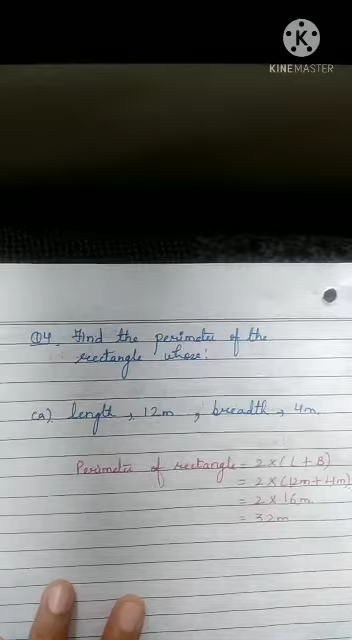 KINEMASTER
Q4. Find the perimeter of the
rectangle whose:
(a). length, 12m, breadth, 4m.
Perimeter of rectangle = 2 × (L + B)
= 2 × (12m + 4m)
= 2 × 16m
= 32m